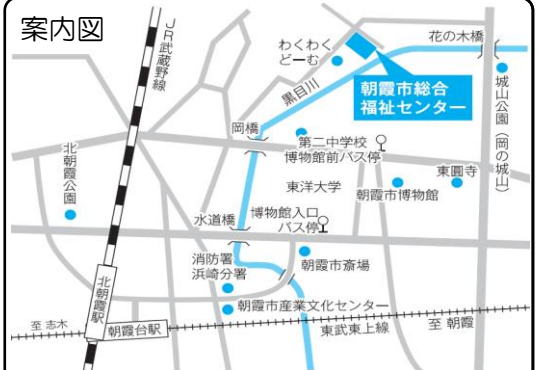 案内図
JR武蔵野線
わくわく
どーむ
花の木橋
黒目川
朝霞市総合
福祉センター
城山公園(岡の城山)
岡橋
第二中学校
博物館前バス停
北朝霞公園
東洋大学
東圓寺
朝霞市博物館
水道橋
博物館入口
バス停
消防署
浜崎分署
朝霞市斎場
北朝霞駅
朝霞市産業文化センター
至 志木
朝霞台駅
東武東上線
至 朝霞